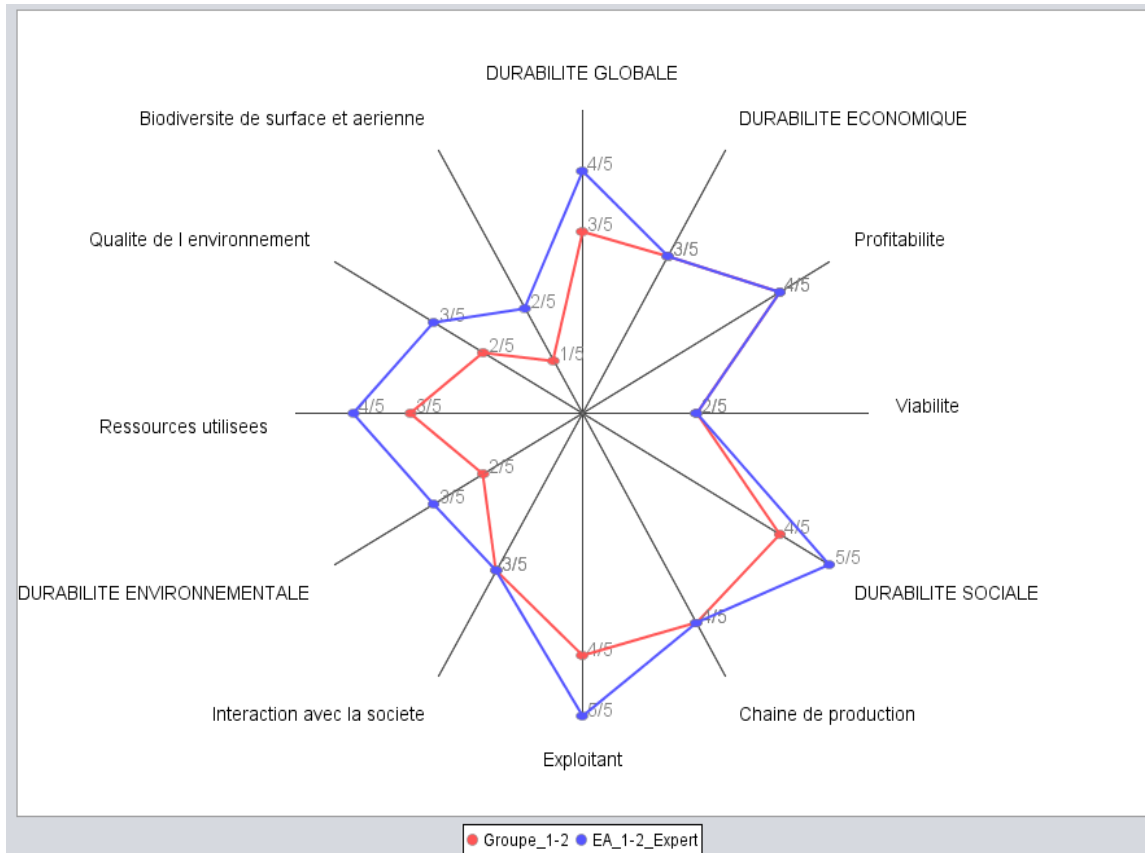 DURABILITE GLOBALE
Biodiversite de surface et aerienne
DURABILITE ECONOMIQUE
4/5
3/5
Qualite de l environnement
Profitabilite
3/5
4/5
2/5
3/5
2/5
1/5
Ressources utilisees
4/5
3/5
2/5
Viabilite
2/5
3/5
4/5
5/5
DURABILITE ENVIRONNEMENTALE
DURABILITE SOCIALE
3/5
4/5
4/5
5/5
Interaction avec la societe
Chaine de production
Exploitant
Groupe_1-2 EA_1-2_Expert